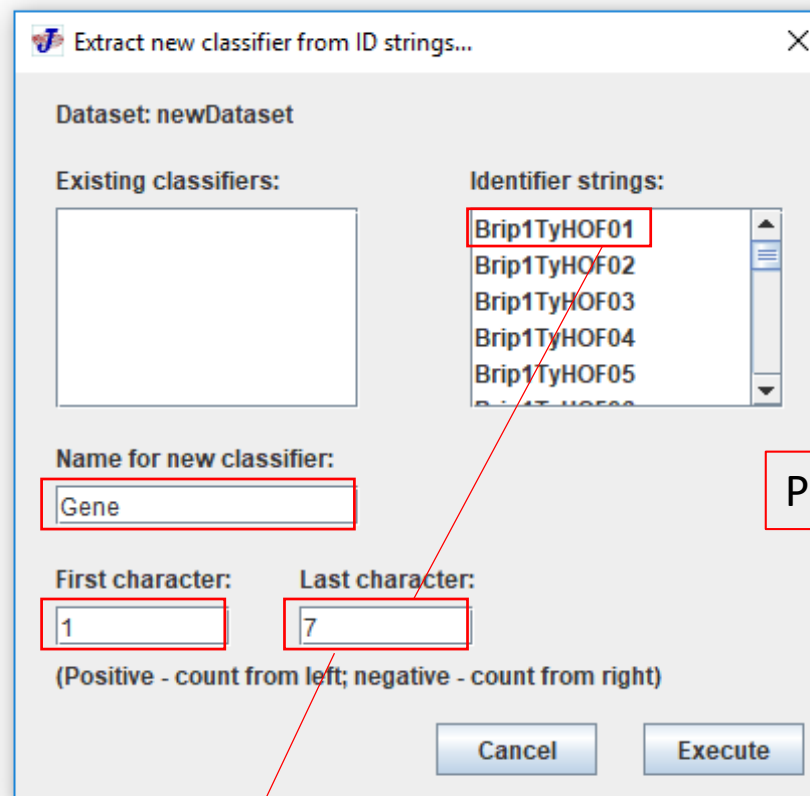 Extract new classifier from ID strings...
Dataset: newDataset
Existing classifiers:
Identifier strings:
Brip1TyHOF01
Brip1TyHOF02
Brip1TyHOF03
Brip1TyHOF04
Brip1TyHOF05
Name for new classifier:
Gene
P
First character:
Last character:
1
7
(Positive - count from left; negative - count from right)
Cancel
Execute